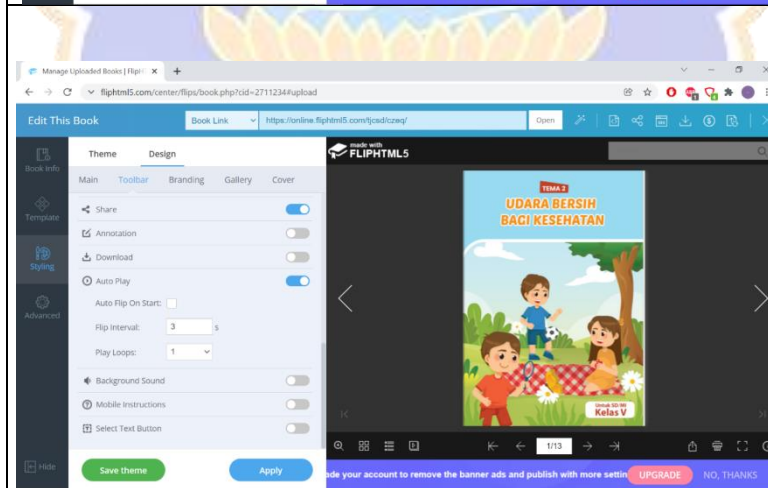 Manage Uploaded Books | FlipH
fliphtml5.com/center/flips/book.php?cid=2711234#upload
Edit This Book
Book Link
https://online.fliphtml5.com/tjcsd/czeq/
Open
Book Info
Template
Styling
Advanced
Hide
Theme
Design
Main
Toolbar
Branding
Gallery
Cover
Share
Annotation
Download
Auto Play
Auto Flip On Start:
Flip Interval:
3
s
Play Loops:
1
Background Sound
Mobile Instructions
Select Text Button
Save theme
Apply
made with
FLIPHTML5
TEMA 2
UDARA BERSIH
BAGI KESEHATAN
Untuk SD/MI
Kelas V
1/13
de your account to remove the banner ads and publish with more settin
UPGRADE
NO, THANKS